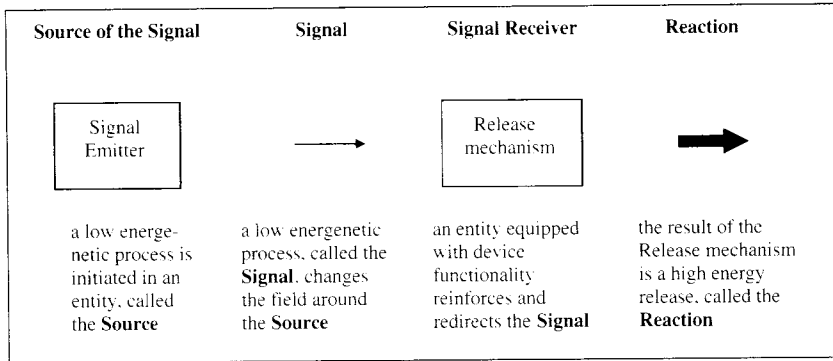 Source of the Signal
Signal
Signal Receiver
Reaction
Signal
Emitter
Release
mechanism
a low energe-
netic process is
initiated in an
entity, called
the Source
a low energenetic
process, called the
Signal, changes
the field around
the Source
an entity equipped
with device
functionality
reinforces and
redirects the Signal
the result of the
Release mechanism
is a high energy
release, called the
Reaction